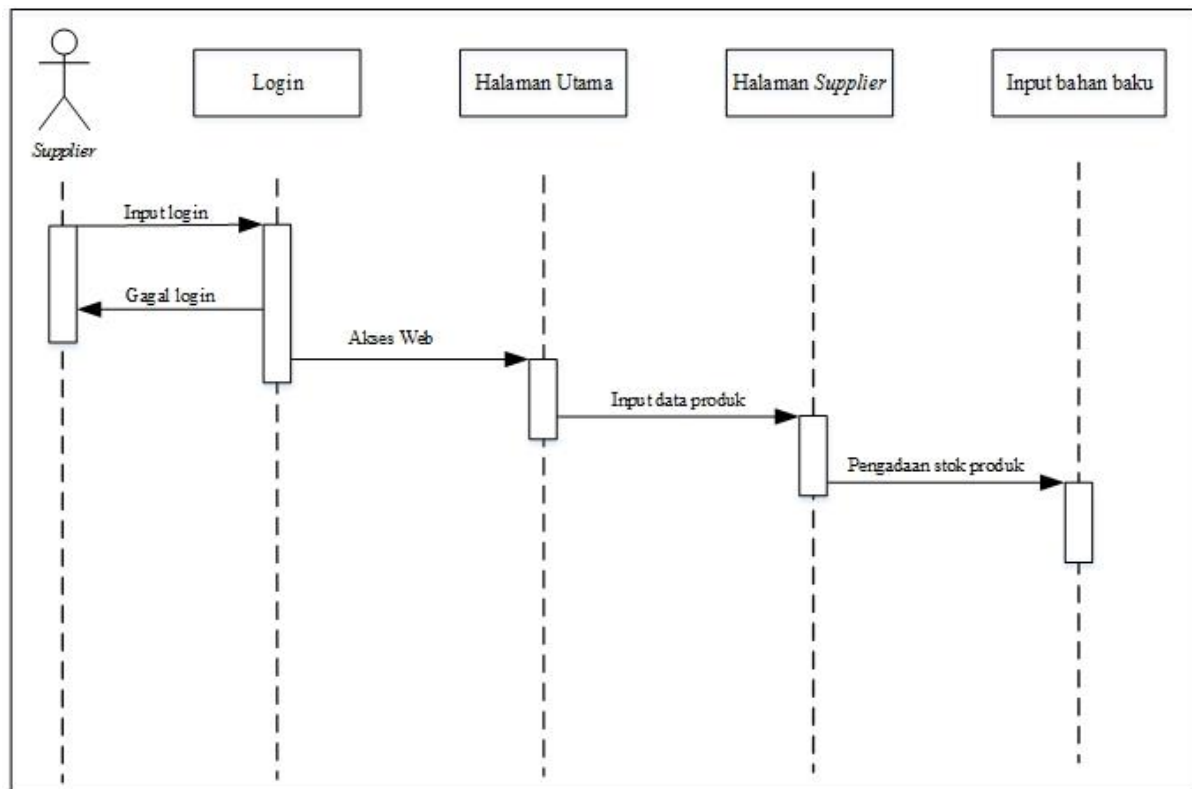 Login
Halaman Utama
Halaman Supplier
Input bahan baku
Supplier
Input login
Gagal login
Akses Web
Input data produk
Pengadaan stok produk